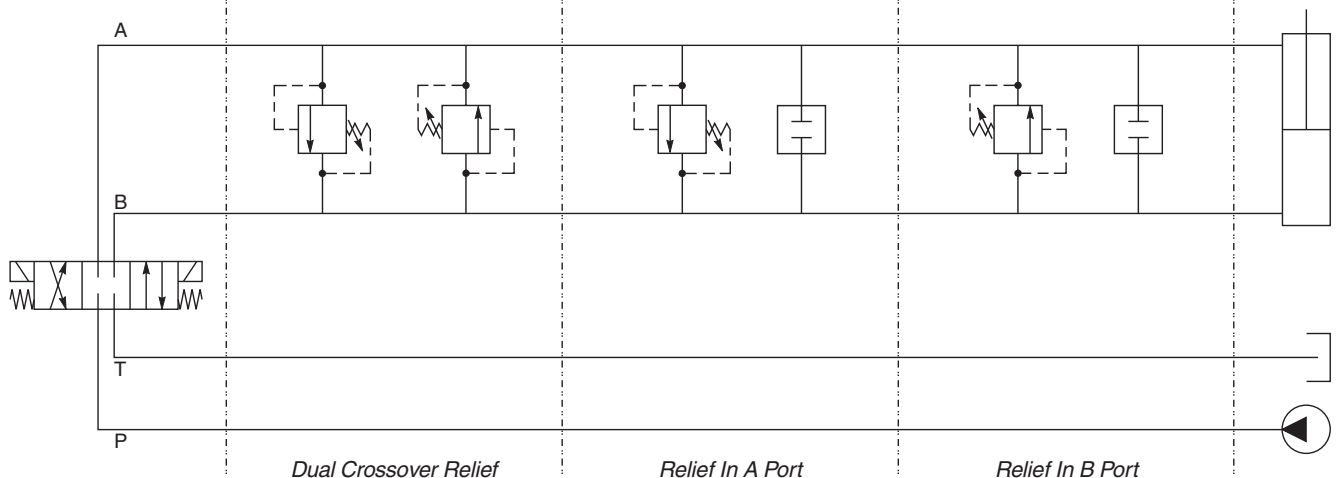 A
B
T
P
Dual Crossover Relief
Relief In A Port
Relief In B Port